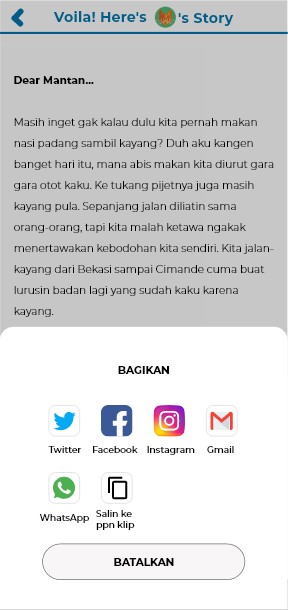 Voila! Here's 's Story
Dear Mantan...
Masih inget gak kalau dulu kita pernah makan
nasi padang sambil kayang? Duh aku kangen
banget hari itu, mana abis makan kita diurut gara
gara otot kaku. Ke tukang pijetnya juga masih
kayang pula. Sepanjang jalan diliatin sama
orang-orang, tapi kita malah ketawa ngakak
menertawakan kebodohan kita sendiri. Kita jalan-
kayang dari Bekasi sampai Cimande cuma buat
lurusin badan lagi yang sudah kaku karena
kayang.
BAGIKAN
Twitter Facebook Instagram Gmail
WhatsApp Salin ke
ppn klip
BATALKAN